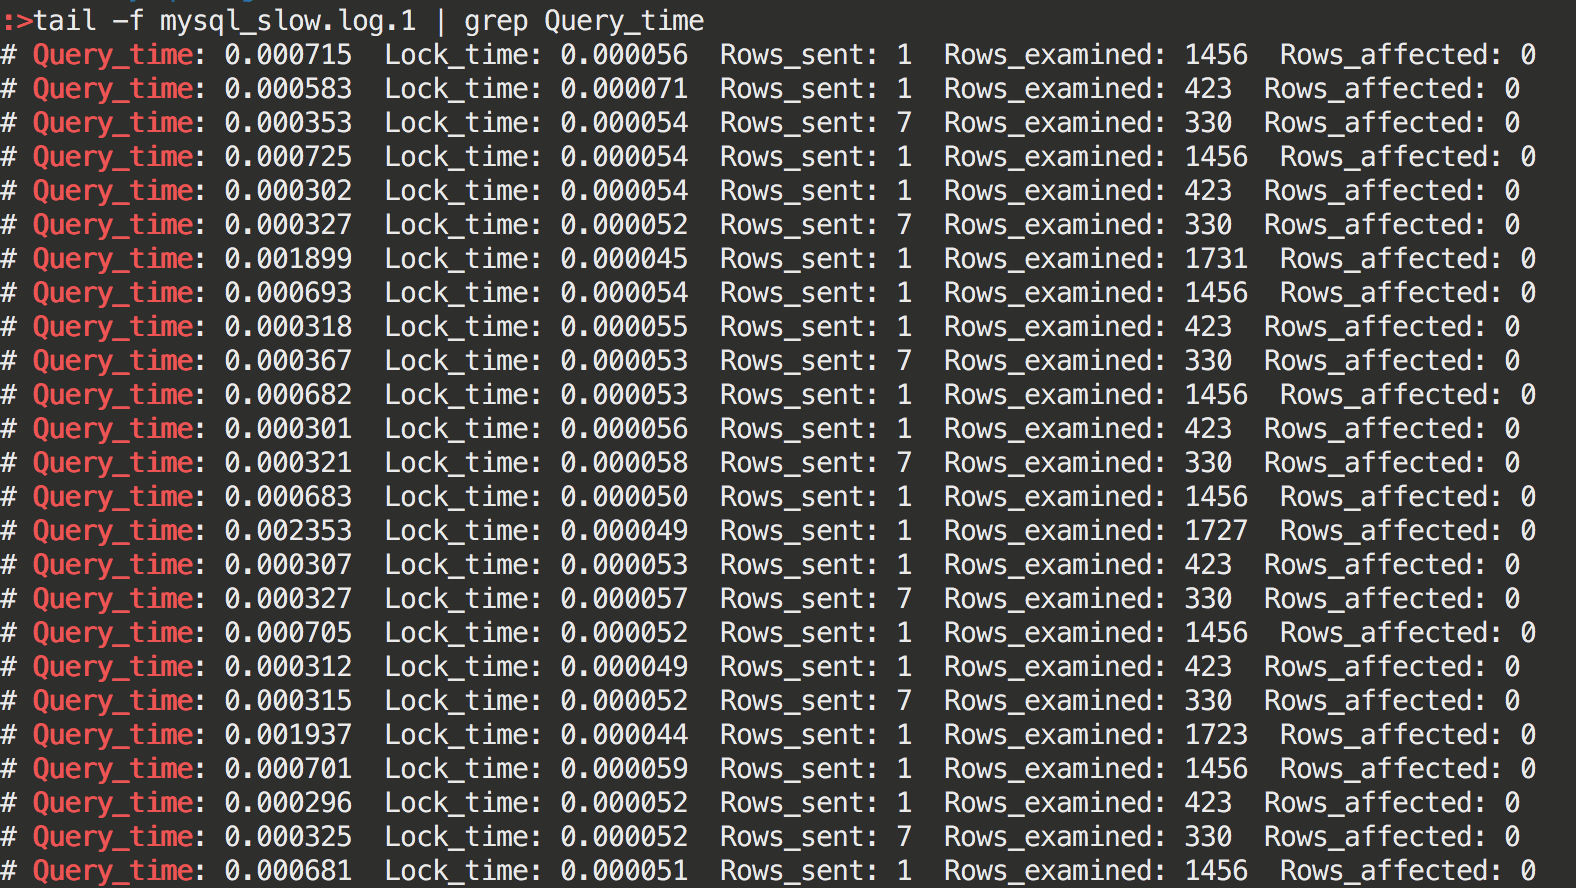 :>tail -f mysql_slow.log.1 | grep Query_time
# Query_time: 0.000715  Lock_time: 0.000056  Rows_sent: 1  Rows_examined: 1456  Rows_affected: 0
# Query_time: 0.000583  Lock_time: 0.000071  Rows_sent: 1  Rows_examined: 423  Rows_affected: 0
# Query_time: 0.000353  Lock_time: 0.000054  Rows_sent: 7  Rows_examined: 330  Rows_affected: 0
# Query_time: 0.000725  Lock_time: 0.000054  Rows_sent: 1  Rows_examined: 1456  Rows_affected: 0
# Query_time: 0.000302  Lock_time: 0.000054  Rows_sent: 1  Rows_examined: 423  Rows_affected: 0
# Query_time: 0.000327  Lock_time: 0.000052  Rows_sent: 7  Rows_examined: 330  Rows_affected: 0
# Query_time: 0.001899  Lock_time: 0.000045  Rows_sent: 1  Rows_examined: 1731  Rows_affected: 0
# Query_time: 0.000693  Lock_time: 0.000054  Rows_sent: 1  Rows_examined: 1456  Rows_affected: 0
# Query_time: 0.000318  Lock_time: 0.000055  Rows_sent: 1  Rows_examined: 423  Rows_affected: 0
# Query_time: 0.000367  Lock_time: 0.000053  Rows_sent: 7  Rows_examined: 330  Rows_affected: 0
# Query_time: 0.000682  Lock_time: 0.000053  Rows_sent: 1  Rows_examined: 1456  Rows_affected: 0
# Query_time: 0.000301  Lock_time: 0.000056  Rows_sent: 1  Rows_examined: 423  Rows_affected: 0
# Query_time: 0.000321  Lock_time: 0.000058  Rows_sent: 7  Rows_examined: 330  Rows_affected: 0
# Query_time: 0.000683  Lock_time: 0.000050  Rows_sent: 1  Rows_examined: 1456  Rows_affected: 0
# Query_time: 0.002353  Lock_time: 0.000049  Rows_sent: 1  Rows_examined: 1727  Rows_affected: 0
# Query_time: 0.000307  Lock_time: 0.000053  Rows_sent: 1  Rows_examined: 423  Rows_affected: 0
# Query_time: 0.000327  Lock_time: 0.000057  Rows_sent: 7  Rows_examined: 330  Rows_affected: 0
# Query_time: 0.000705  Lock_time: 0.000052  Rows_sent: 1  Rows_examined: 1456  Rows_affected: 0
# Query_time: 0.000312  Lock_time: 0.000049  Rows_sent: 1  Rows_examined: 423  Rows_affected: 0
# Query_time: 0.000315  Lock_time: 0.000052  Rows_sent: 7  Rows_examined: 330  Rows_affected: 0
# Query_time: 0.001937  Lock_time: 0.000044  Rows_sent: 1  Rows_examined: 1723  Rows_affected: 0
# Query_time: 0.000701  Lock_time: 0.000059  Rows_sent: 1  Rows_examined: 1456  Rows_affected: 0
# Query_time: 0.000296  Lock_time: 0.000052  Rows_sent: 1  Rows_examined: 423  Rows_affected: 0
# Query_time: 0.000325  Lock_time: 0.000052  Rows_sent: 7  Rows_examined: 330  Rows_affected: 0
# Query_time: 0.000681  Lock_time: 0.000051  Rows_sent: 1  Rows_examined: 1456  Rows_affected: 0